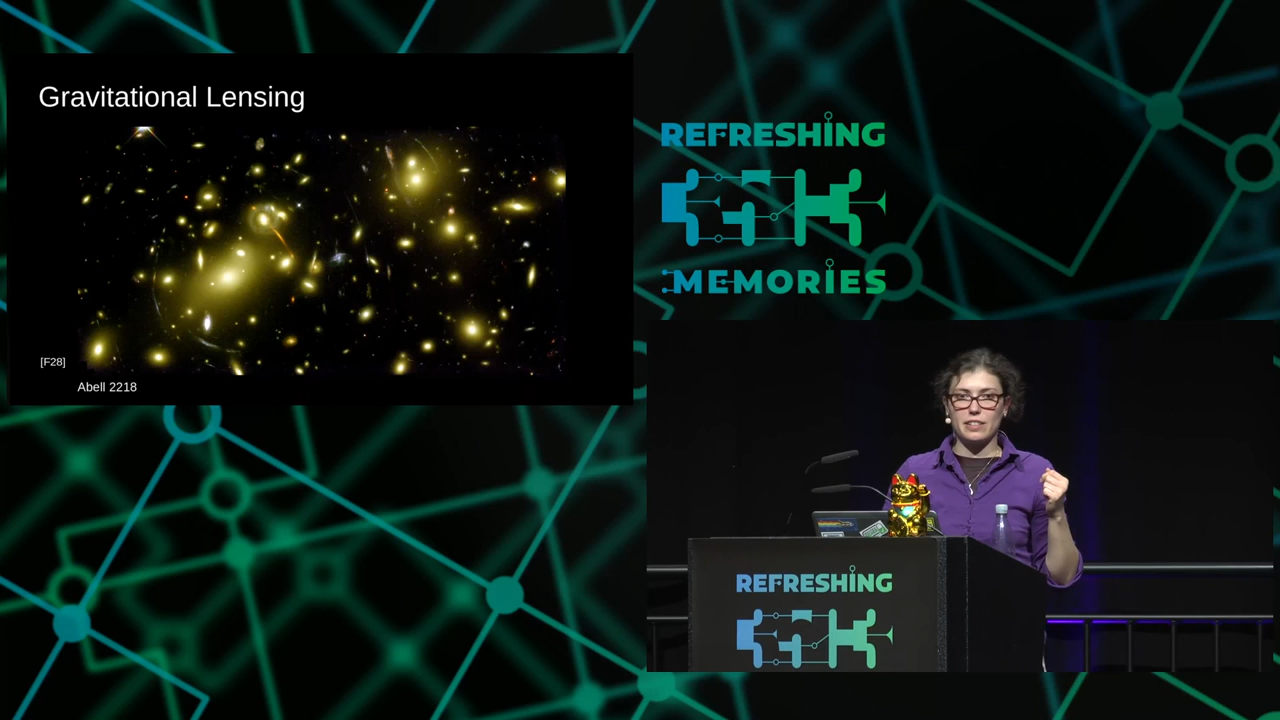 Gravitational Lensing
[F28]
Abell 2218
REFRESHING
MEMORIES
REFRESHING